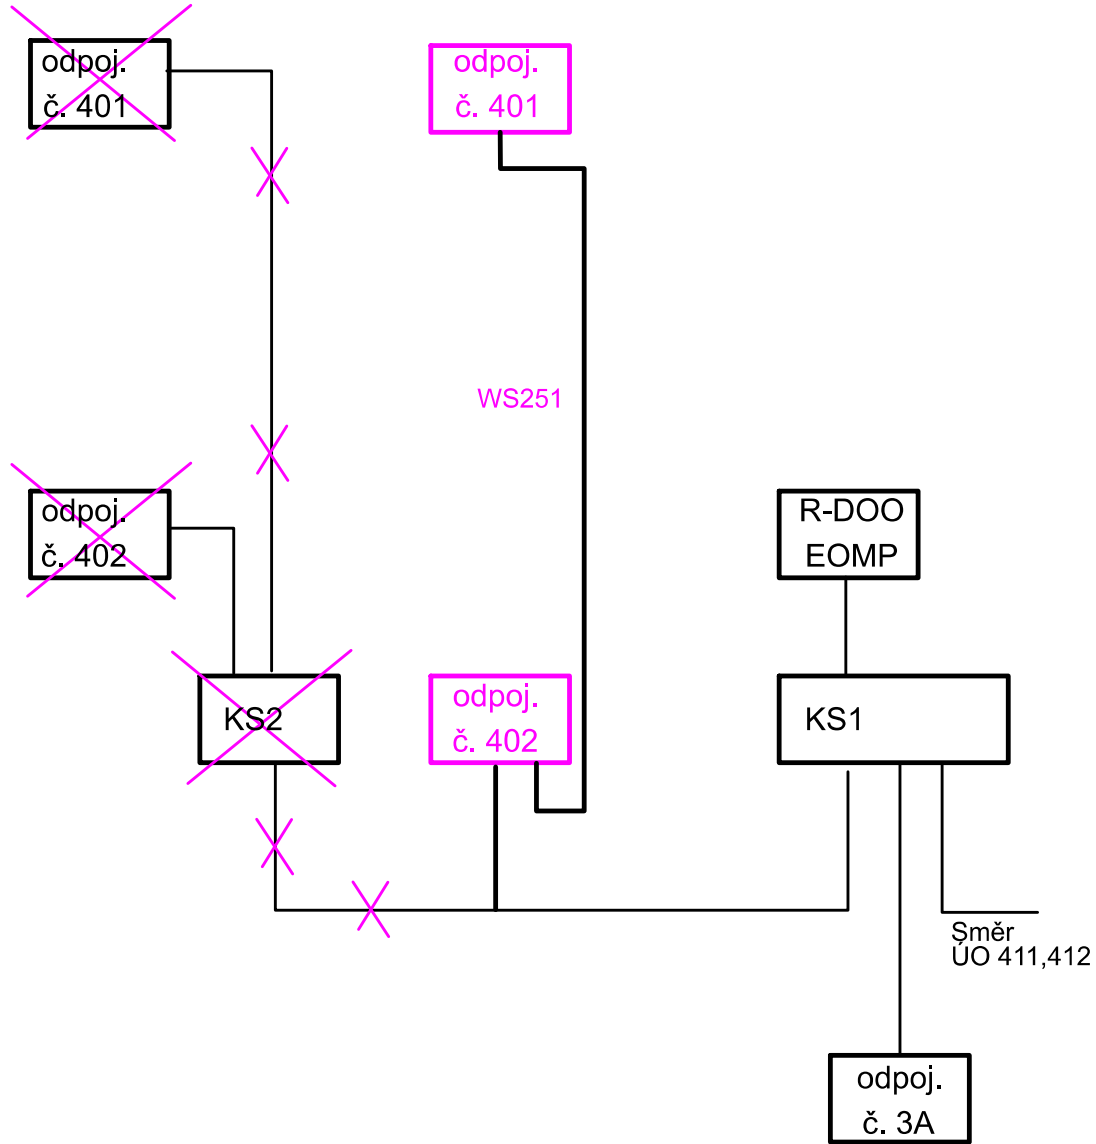 odpoj.
č. 401
odpoj.
č. 401
WS251
odpoj.
č. 402
R-DOO
EOMP
KS2
odpoj.
č. 402
KS1
Směr
ÚO 411,412
odpoj.
č. 3A